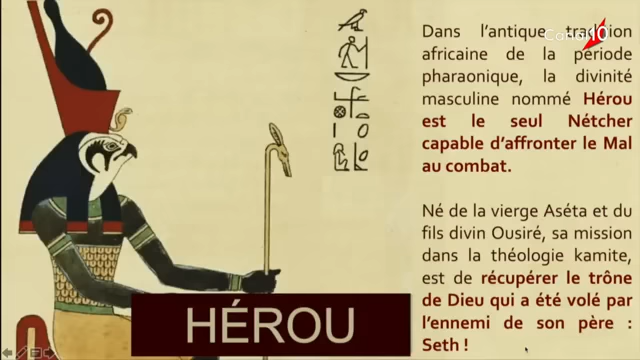 Canal 10
Dans l'antique tradition
africaine de la période
pharaonique, la divinité
masculine nommé Hérou
est le seul Nétcher
capable d'affronter le Mal
au combat.
Né de la vierge Aséta et du
fils divin Ousiré, sa mission
dans la théologie kamite,
est de récupérer le trône
de Dieu qui a été volé par
l'ennemi de son père :
Seth !
HÉROU